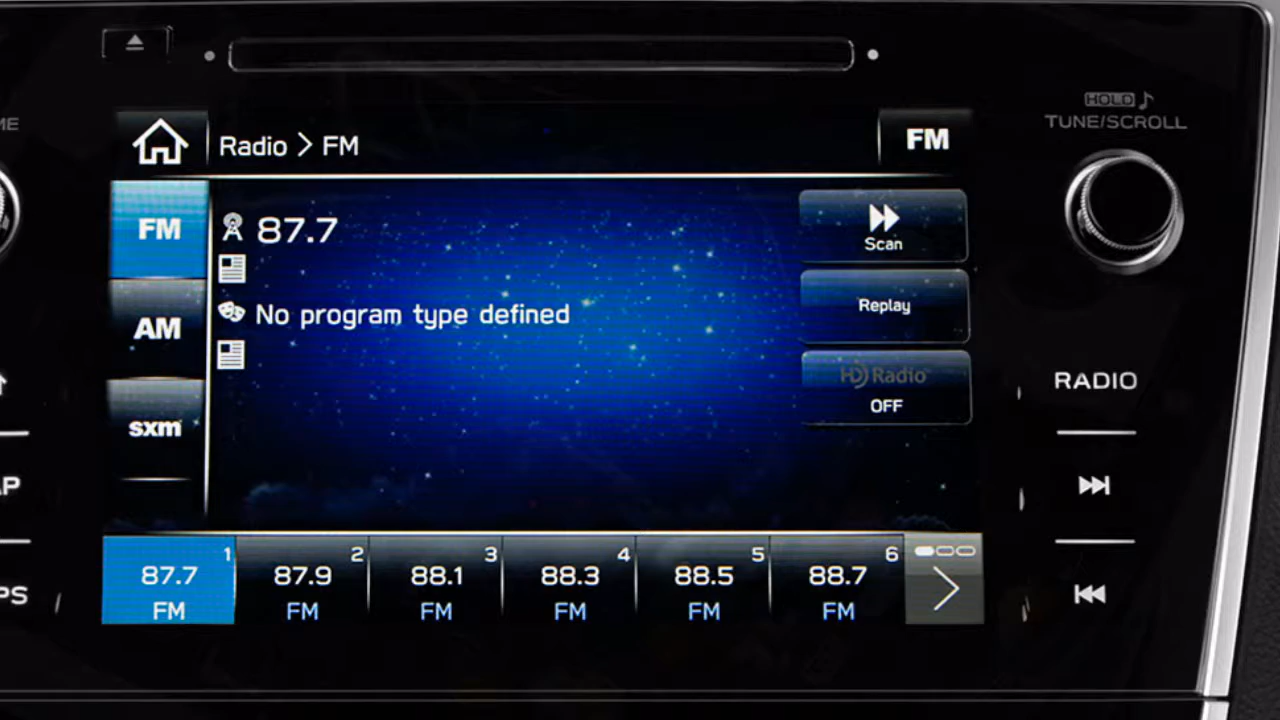 HOLD
TUNE/SCROLL
Radio > FM
FM
FM
87.7
Scan
AM
No program type defined
Replay
HD Radio
OFF
sxm
RADIO
1
87.7
FM
2
87.9
FM
3
88.1
FM
4
88.3
FM
5
88.5
FM
6
88.7
FM